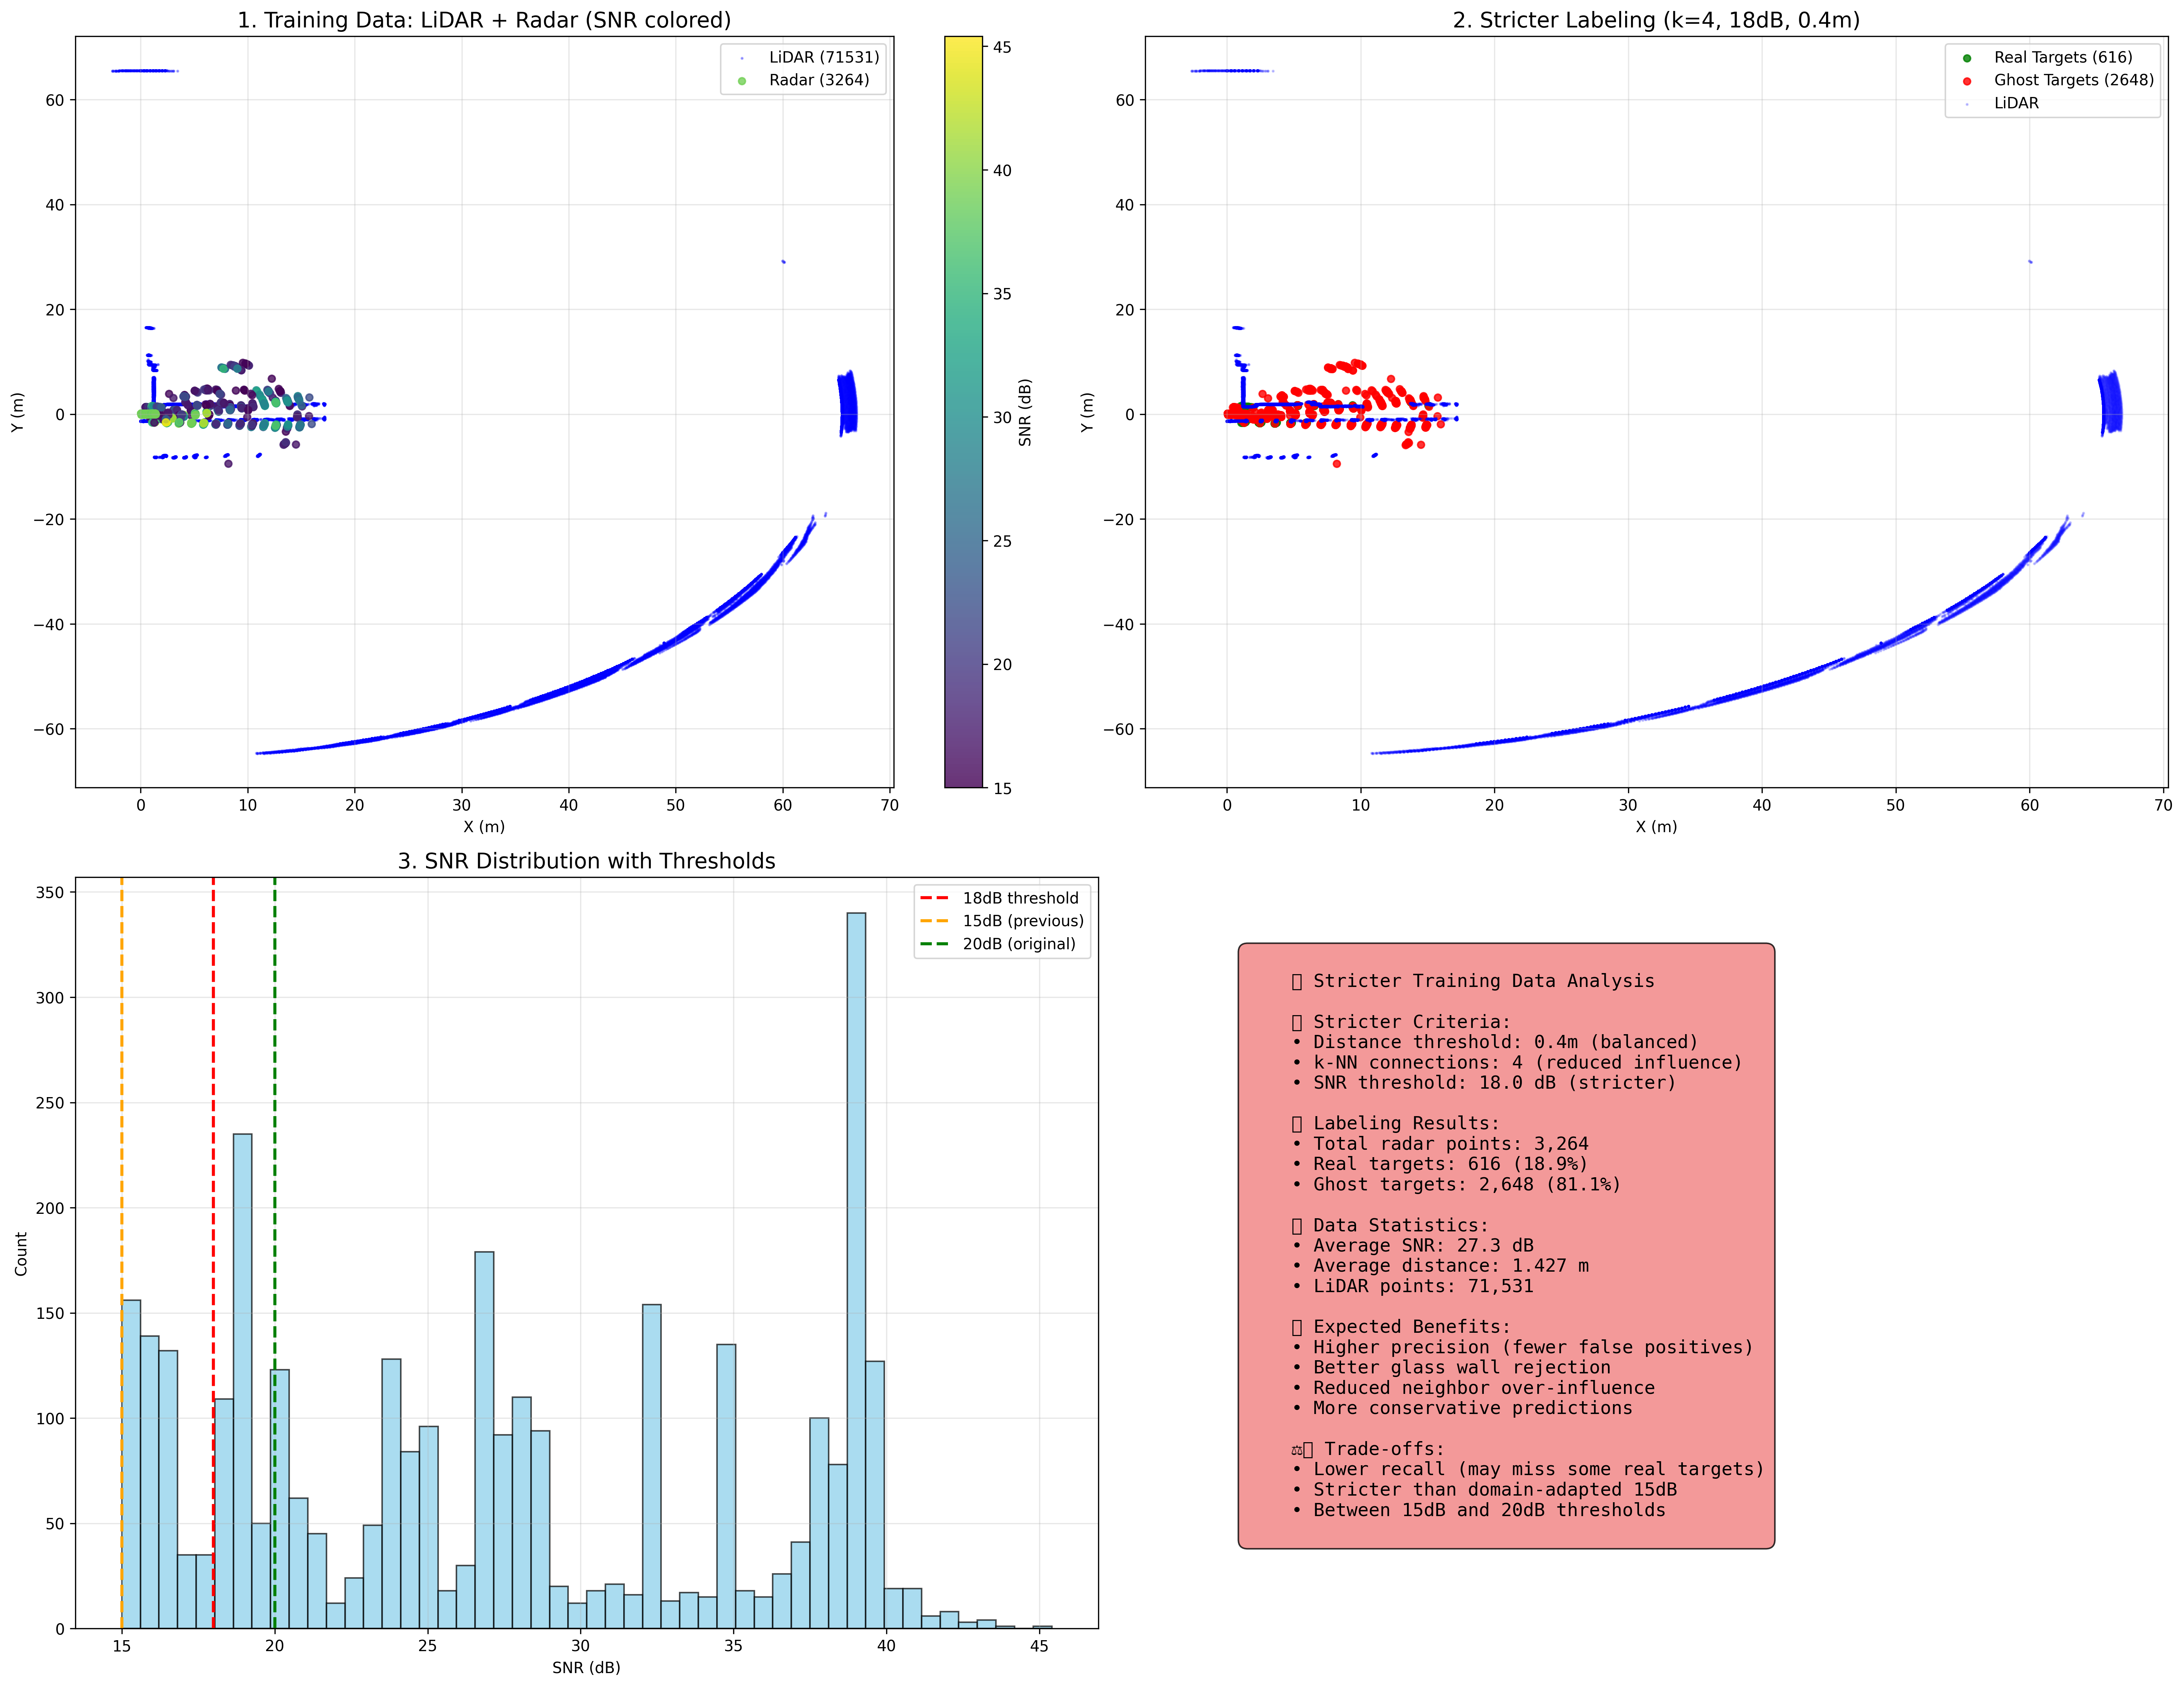 1. Training Data: LiDAR + Radar (SNR colored)
LiDAR (71531)
Radar (3264)
60
40
20
0
−20
−40
−60
Y (m)
0
10
20
30
40
50
60
70
X (m)
45
40
35
30
25
20
15
SNR (dB)
2. Stricter Labeling (k=4, 18dB, 0.4m)
Real Targets (616)
Ghost Targets (2648)
LiDAR
60
40
20
0
−20
−40
−60
Y (m)
0
10
20
30
40
50
60
70
X (m)
3. SNR Distribution with Thresholds
18dB threshold
15dB (previous)
20dB (original)
350
300
250
200
150
100
50
0
Count
15
20
25
30
35
40
45
SNR (dB)
Stricter Training Data Analysis
Stricter Criteria:
• Distance threshold: 0.4m (balanced)
• k-NN connections: 4 (reduced influence)
• SNR threshold: 18.0 dB (stricter)
Labeling Results:
• Total radar points: 3,264
• Real targets: 616 (18.9%)
• Ghost targets: 2,648 (81.1%)
Data Statistics:
• Average SNR: 27.3 dB
• Average distance: 1.427 m
• LiDAR points: 71,531
Expected Benefits:
• Higher precision (fewer false positives)
• Better glass wall rejection
• Reduced neighbor over-influence
• More conservative predictions
⚖ Trade-offs:
• Lower recall (may miss some real targets)
• Stricter than domain-adapted 15dB
• Between 15dB and 20dB thresholds